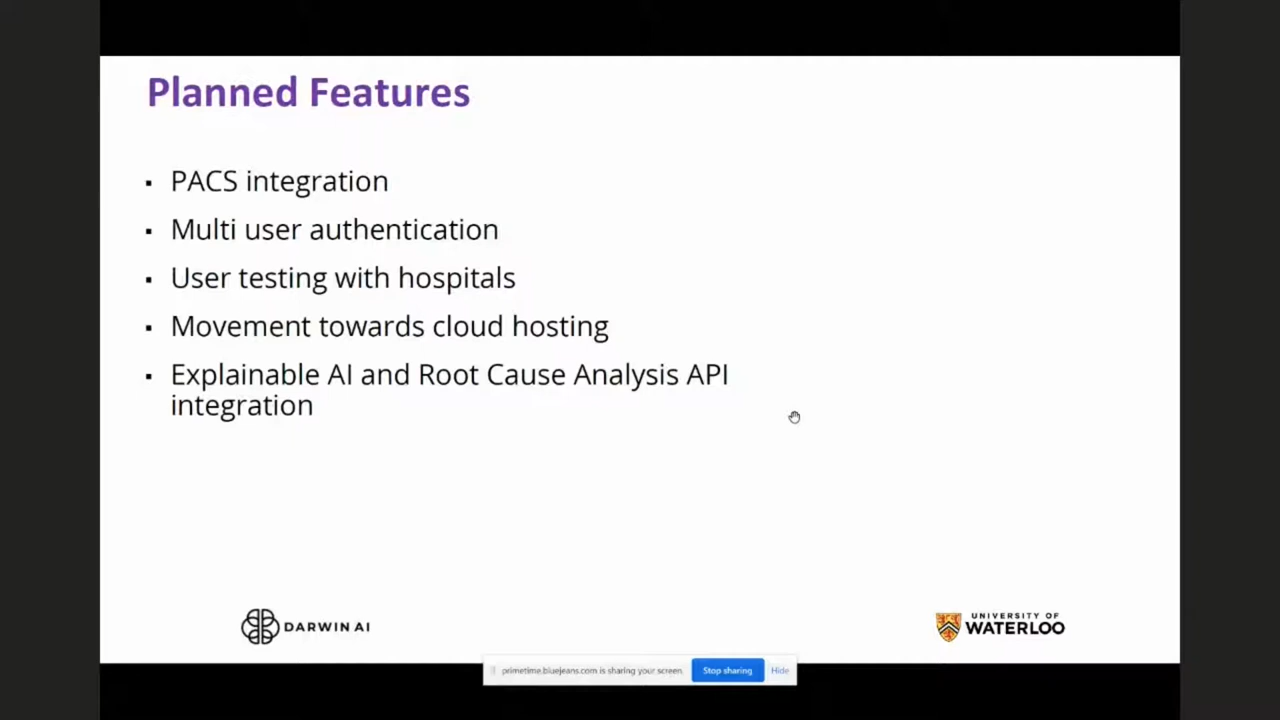 Planned Features
▪ PACS integration
▪ Multi user authentication
▪ User testing with hospitals
▪ Movement towards cloud hosting
▪ Explainable AI and Root Cause Analysis API
integration
DARWIN AI
UNIVERSITY OF
WATERLOO
primetime.bluejeans.com is sharing your screen. Stop sharing Hide